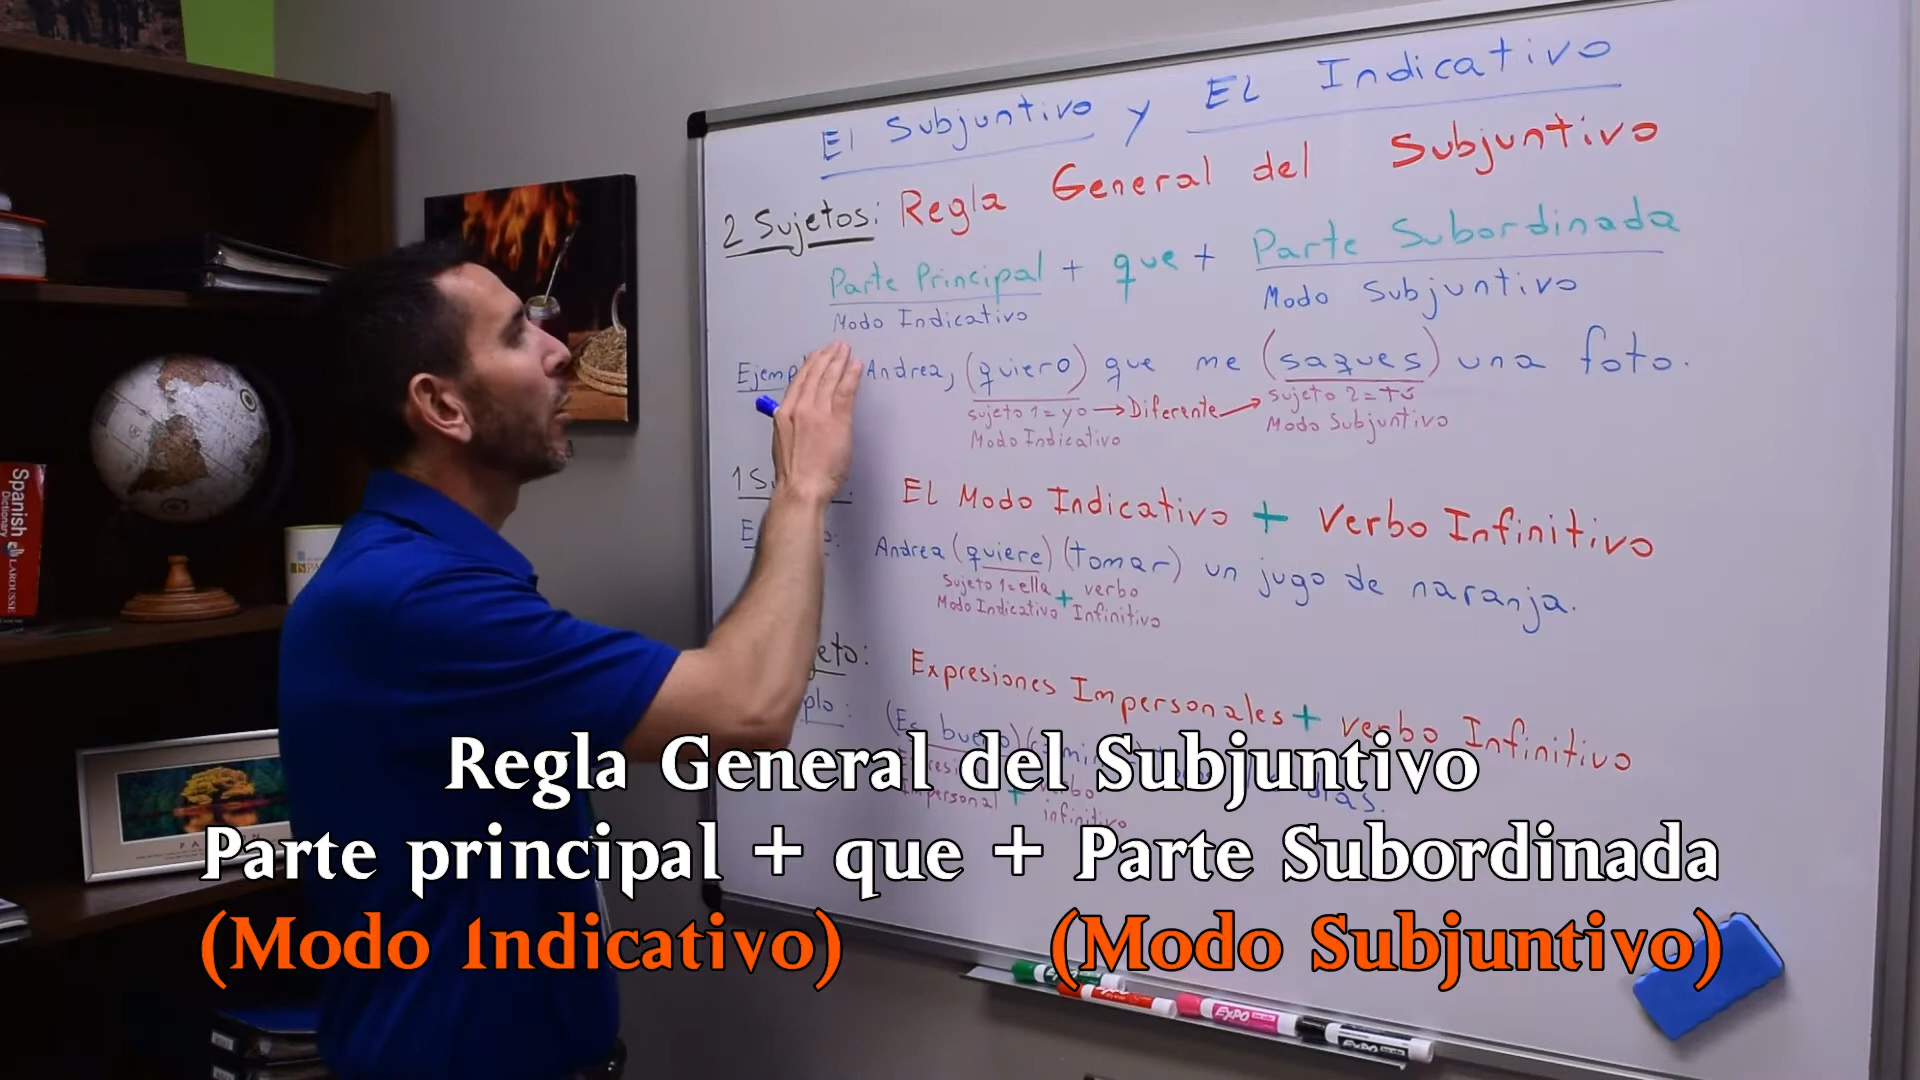 El Subjuntivo y El Indicativo
2 Sujetos: Regla General del Subjuntivo
Parte Principal + que + Parte Subordinada
Modo Indicativo Modo Subjuntivo
Andrea, (quiero) que me (saques) una foto.
sujeto 1 = yo → Diferente → sujeto 2 = tú
Modo Indicativo Modo Subjuntivo
El Modo Indicativo + Verbo Infinitivo
Andrea (quiere) (tomar) un jugo de naranja.
Sujeto 1 = ella + verbo
Modo Indicativo Infinitivo
Expresiones Impersonales + verbo Infinitivo
(Es bueno)
infinitivo
Regla General del Subjuntivo
Parte principal + que + Parte Subordinada
(Modo Indicativo) (Modo Subjuntivo)
Spanish
Dictionary
LAROUSSE
EXPO
EXPO